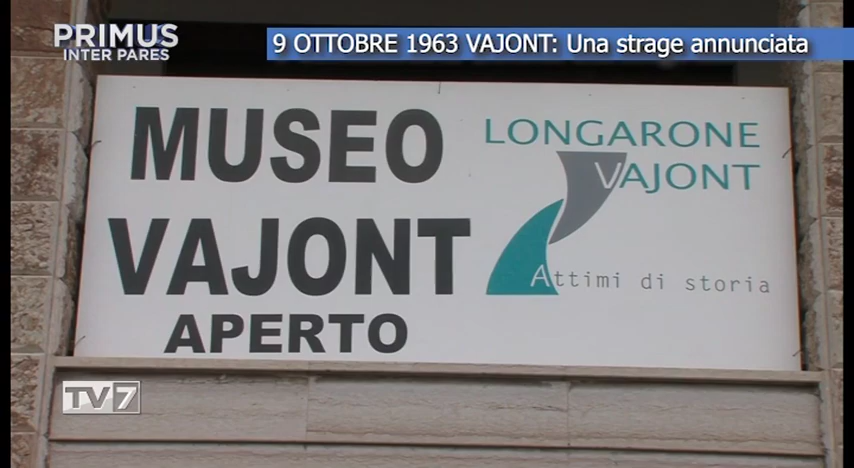 PRIMUS
INTER PARES
9 OTTOBRE 1963 VAJONT: Una strage annunciata
MUSEO
VAJONT
APERTO
LONGARONE
VAJONT
Attimi di storia
TV7